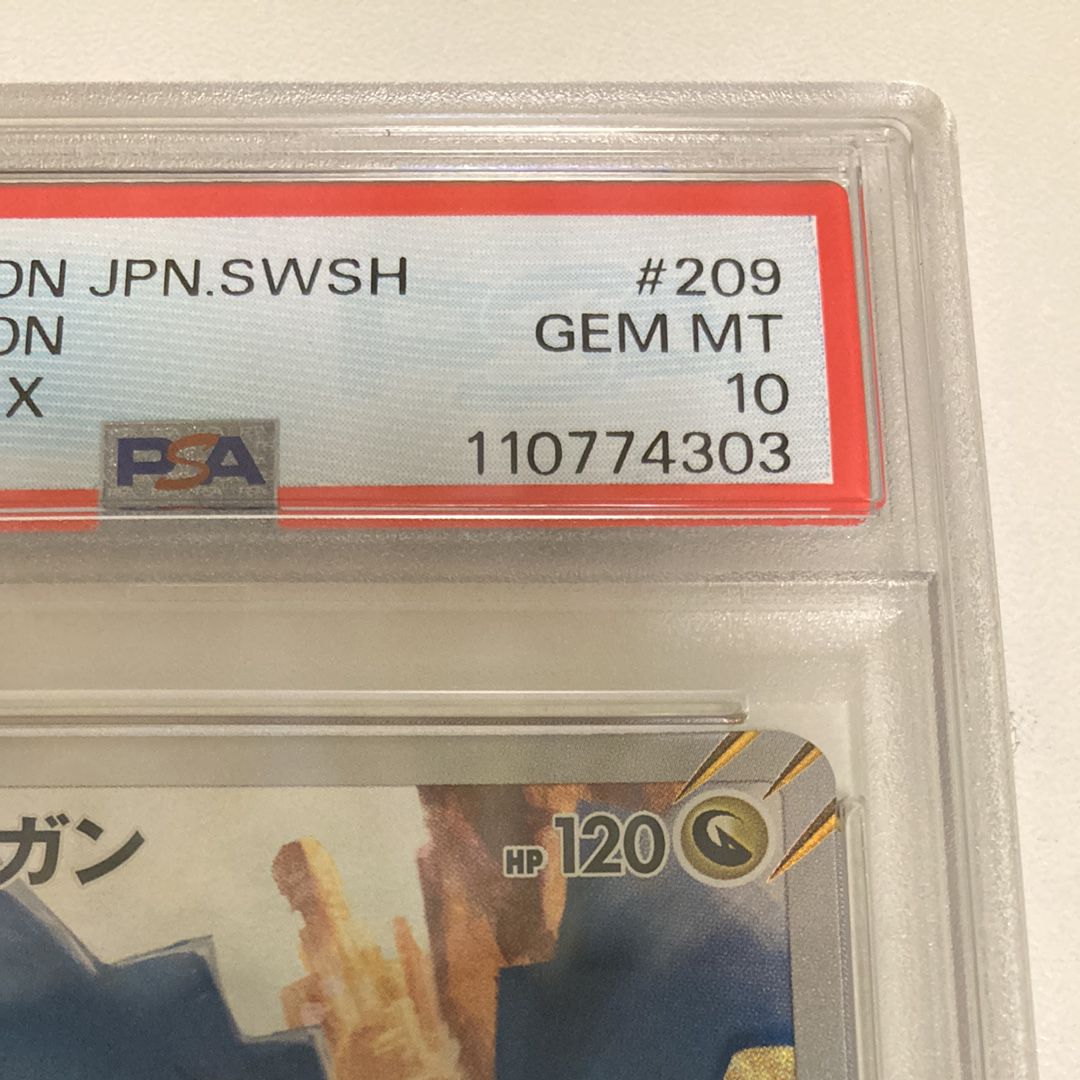 ON JPN.SWSH #209
ON GEM MT
X 10
PSA 110774303
ガン HP 120